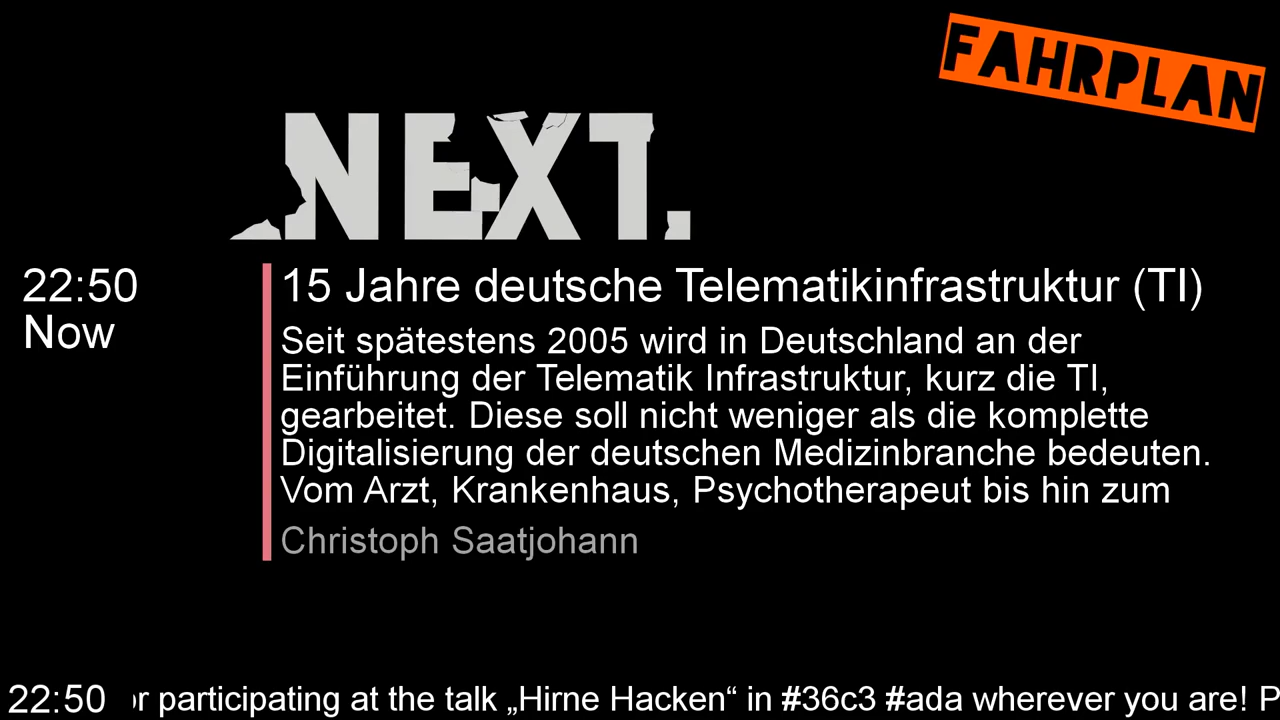 FAHRPLAN
NEXT.
22:50
Now
15 Jahre deutsche Telematikinfrastruktur (TI)
Seit spätestens 2005 wird in Deutschland an der
Einführung der Telematik Infrastruktur, kurz die TI,
gearbeitet. Diese soll nicht weniger als die komplette
Digitalisierung der deutschen Medizinbranche bedeuten.
Vom Arzt, Krankenhaus, Psychotherapeut bis hin zum
Christoph Saatjohann
22:50 participating at the talk „Hirne Hacken“ in #36c3 #ada wherever you are!